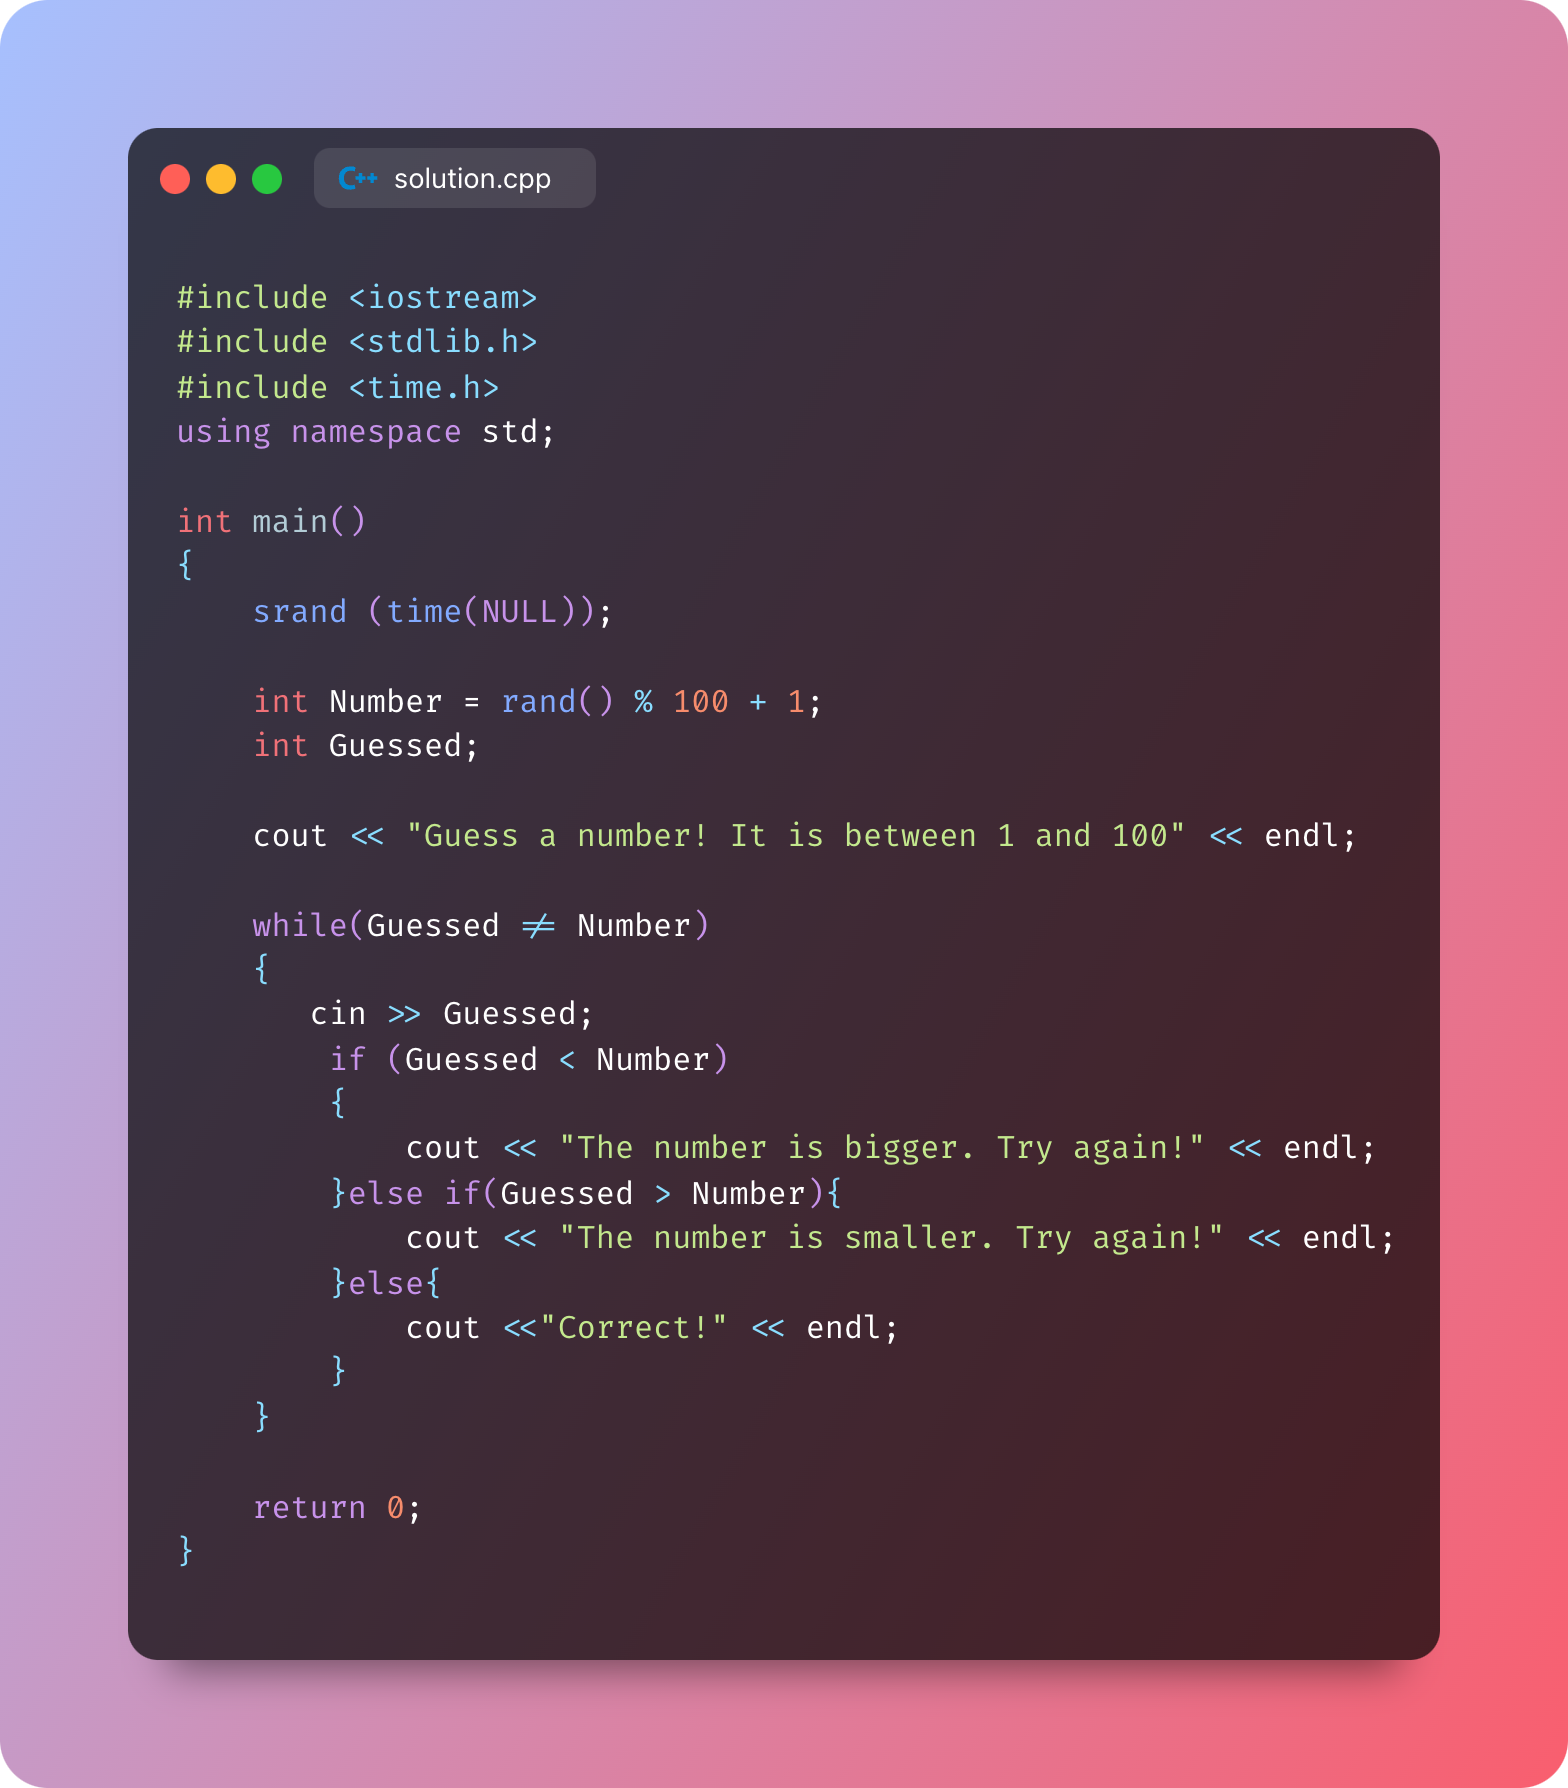 C++ solution.cpp
#include <iostream>
#include <stdlib.h>
#include <time.h>
using namespace std;

int main()
{
    srand (time(NULL));

    int Number = rand() % 100 + 1;
    int Guessed;

    cout << "Guess a number! It is between 1 and 100" << endl;

    while(Guessed != Number)
    {
       cin >> Guessed;
        if (Guessed < Number)
        {
            cout << "The number is bigger. Try again!" << endl;
        }else if(Guessed > Number){
            cout << "The number is smaller. Try again!" << endl;
        }else{
            cout <<"Correct!" << endl;
        }
    }

    return 0;
}